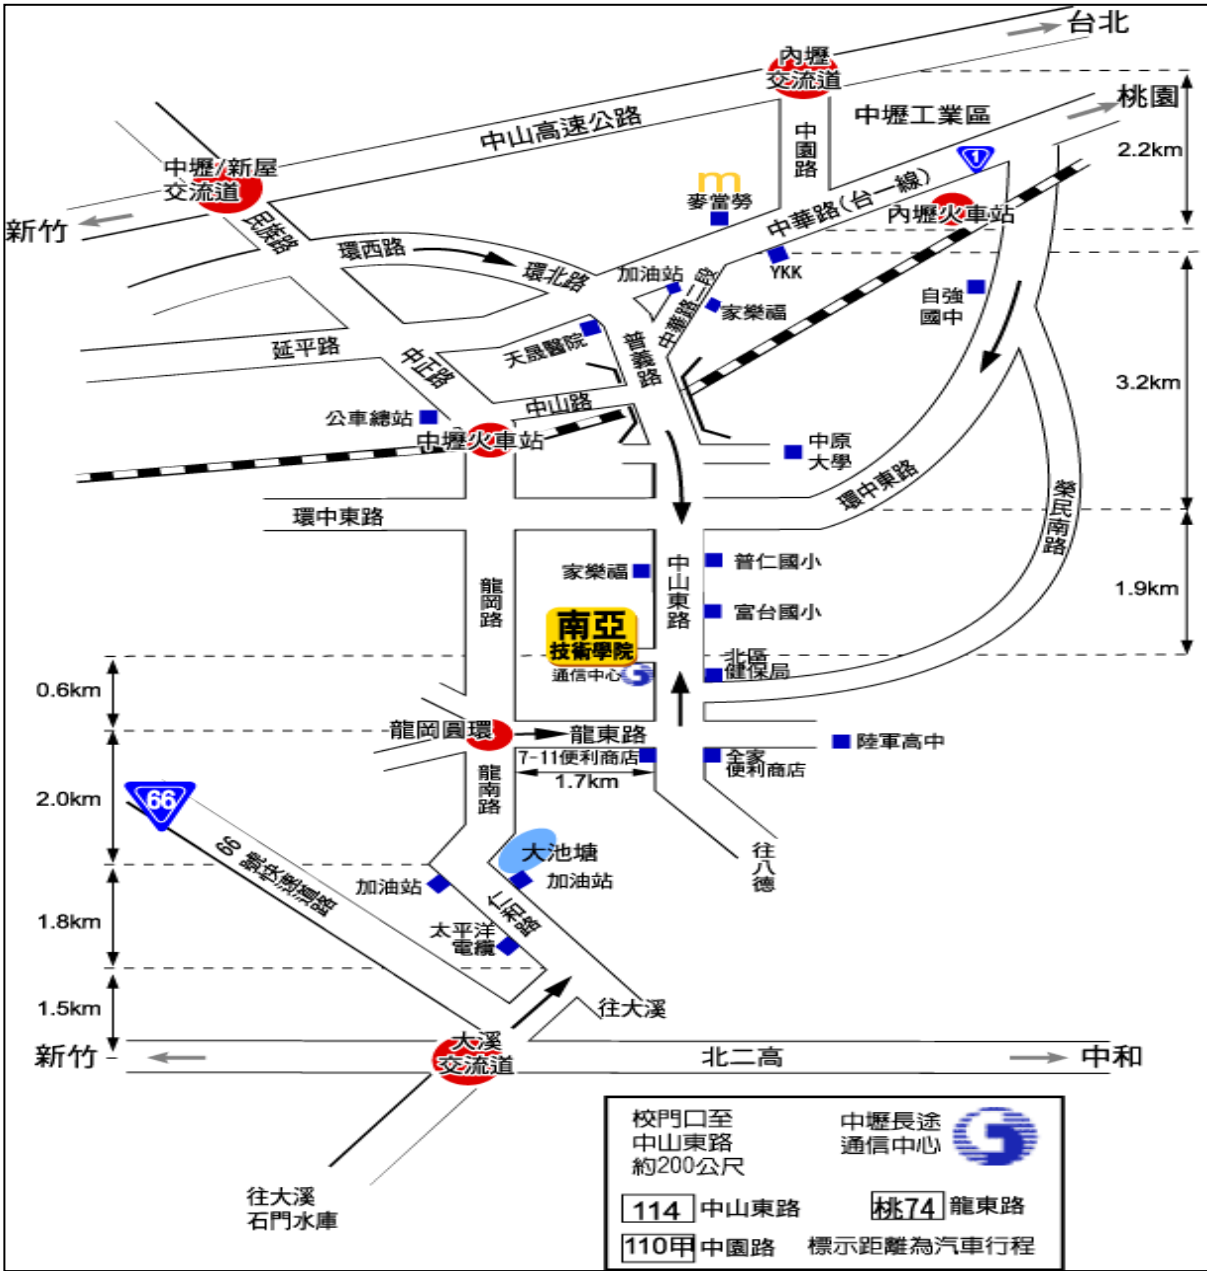 台北
內壢
交流道
桃園
中壢工業區
中山高速公路
中園路
2.2km
1
中壢/新屋
交流道
m
麥當勞
中華路(台一線)
內壢火車站
新竹
民族路
環西路
環北路
加油站
中華路二段
YKK
家樂福
自強
國中
延平路
天晟醫院
普義路
中正路
3.2km
中山路
公車總站
中壢火車站
中原
大學
環中東路
環中東路
榮民南路
家樂福
中山東路
普仁國小
龍岡路
1.9km
富台國小
南亞
技術學院
通信中心
北區
健保局
0.6km
龍岡圓環
龍東路
陸軍高中
7-11便利商店
全家
便利商店
1.7km
龍南路
2.0km
66
66號快速道路
大池塘
往八德
加油站
加油站
仁和路
1.8km
太平洋
電纜
1.5km
往大溪
新竹
大溪
交流道
北二高
中和
往大溪
石門水庫
校門口至
中山東路
約200公尺
中壢長途
通信中心
114 中山東路
桃74 龍東路
110甲 中園路
標示距離為汽車行程